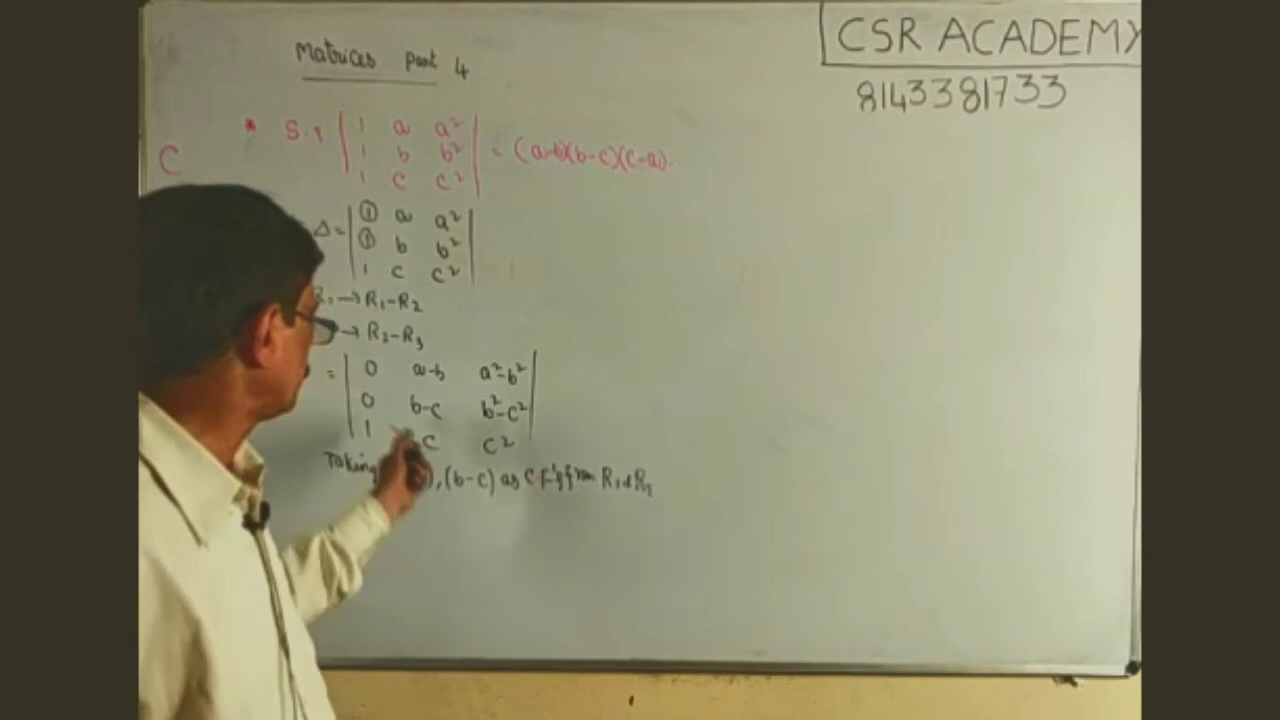 CSR ACADEMY
8143381733
Matrices part 4
* S.T | 1 a a² | = (a-b)(b-c)(c-a).
| 1 b b² |
| 1 c c² |
C
Δ = | 1 a a² |
| 1 b b² |
| 1 c c² |
→ R₁-R₂
→ R₂-R₃
= | 0 a-b a²-b² |
| 0 b-c b²-c² |
| 1 c c² |
Taking ), (b-c) as C.F's from R₁ & R₂